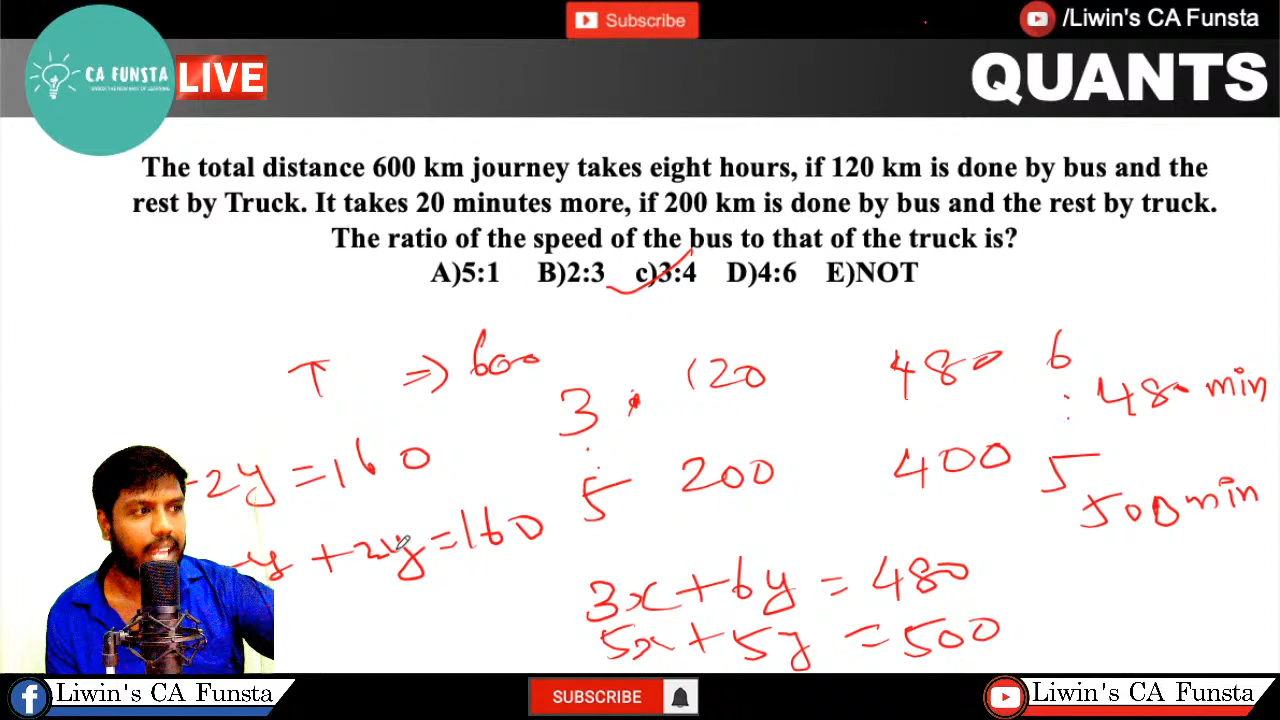 Subscribe
/Liwin's CA Funsta
CA FUNSTA
LIVE
QUANTS
The total distance 600 km journey takes eight hours, if 120 km is done by bus and the
rest by Truck. It takes 20 minutes more, if 200 km is done by bus and the rest by truck.
The ratio of the speed of the bus to that of the truck is?
A)5:1 B)2:3 c)3:4 D)4:6 E)NOT
T => 600
3 : 120 480 6 : 480 min
5 200 400 5 500 min
-2y = 160
-y + 2y = 160
3x + 6y = 480
5x + 5y = 500
Liwin's CA Funsta
SUBSCRIBE
Liwin's CA Funsta